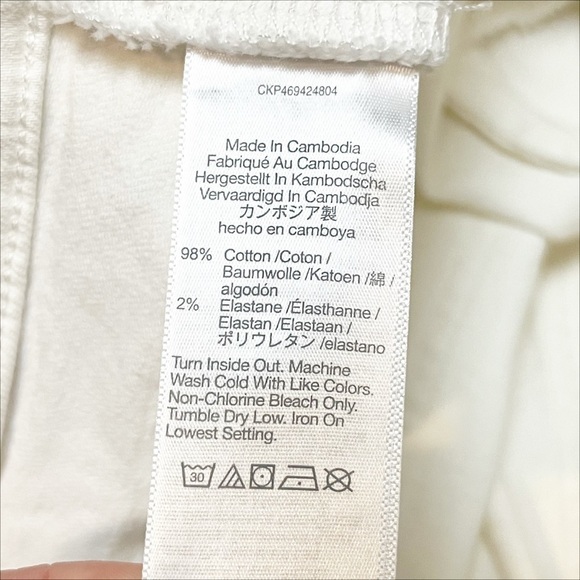 CKP469424804
Made In Cambodia
Fabriqué Au Cambodge
Hergestellt In Kambodscha
Vervaardigd In Cambodja
カンボジア製
hecho en camboya
98% Cotton /Coton /
Baumwolle /Katoen /綿 /
algodón
2% Elastane /Élasthanne /
Elastan /Elastaan /
ポリウレタン /elastano
Turn Inside Out. Machine
Wash Cold With Like Colors.
Non-Chlorine Bleach Only.
Tumble Dry Low. Iron On
Lowest Setting.
30